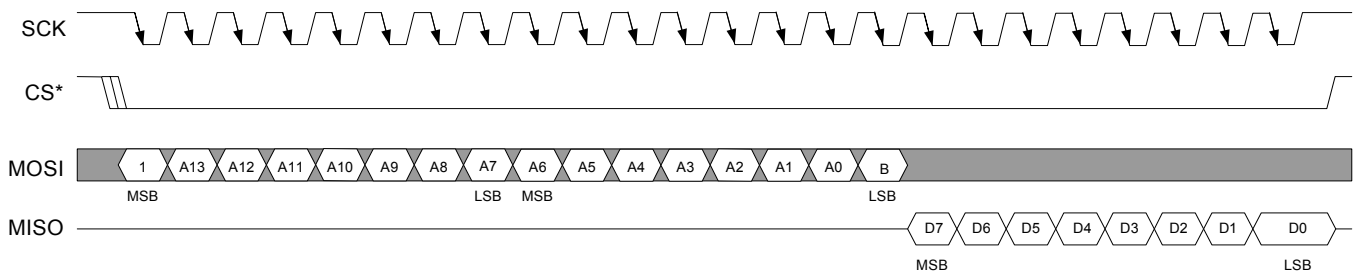 SCK
CS*
MOSI 1 A13 A12 A11 A10 A9 A8 A7 A6 A5 A4 A3 A2 A1 A0 B
MSB LSB MSB LSB
MISO D7 D6 D5 D4 D3 D2 D1 D0
MSB LSB